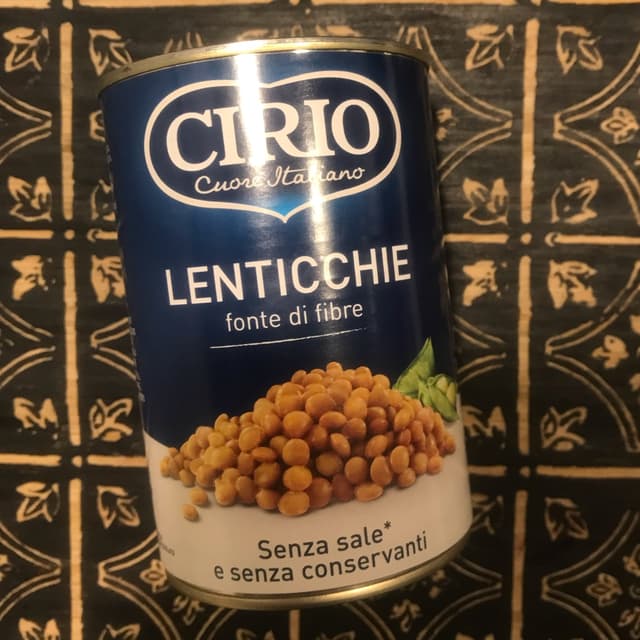 CIRIO
Cuore Italiano
LENTICCHIE
fonte di fibre
Senza sale*
e senza conservanti